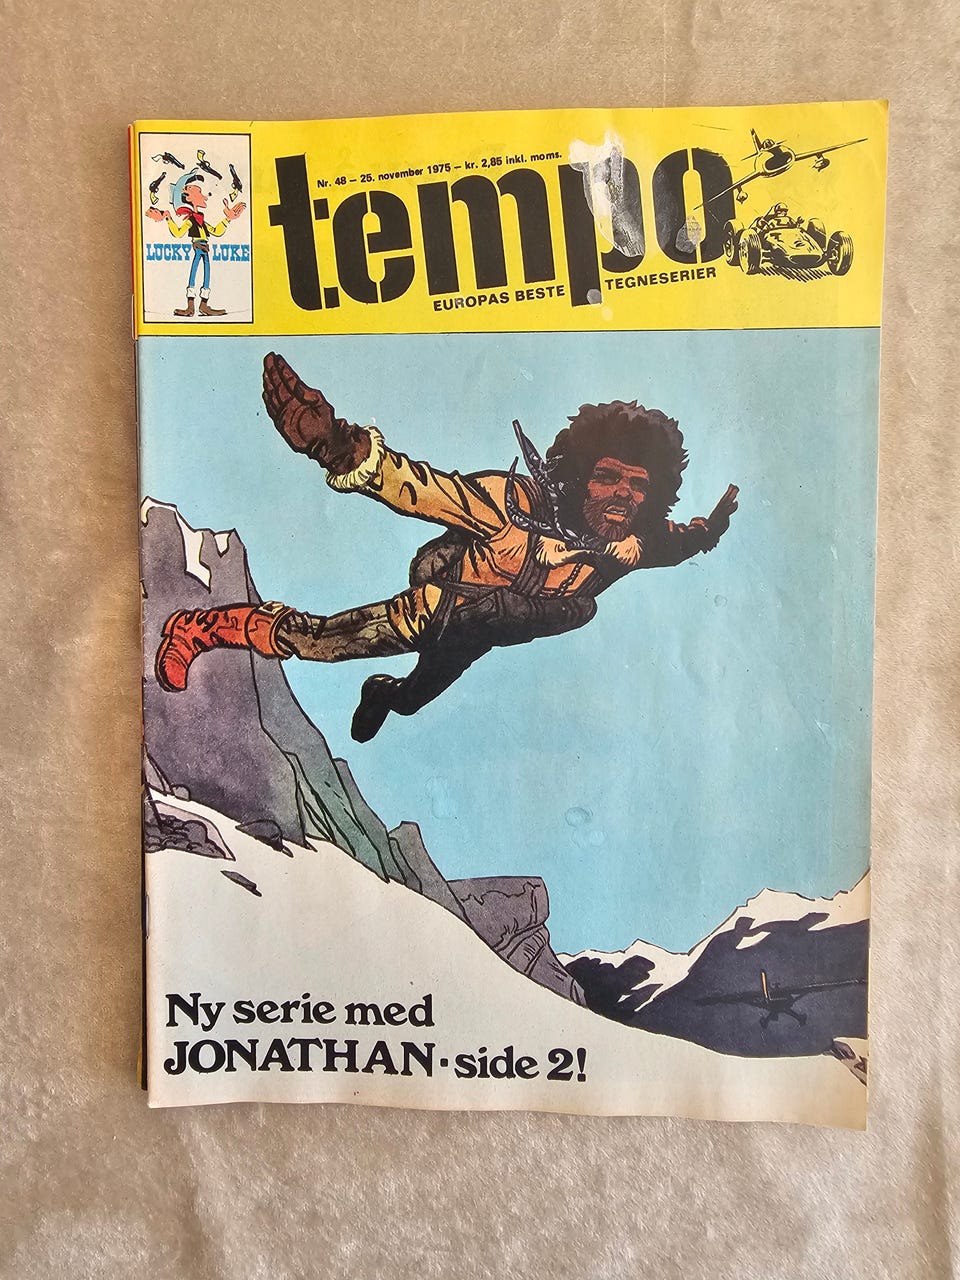 LUCKY LUKE
Nr. 48 – 25. november 1975 – kr. 2,85 inkl. moms.
tempo
EUROPAS BESTE TEGNESERIER
Ny serie med
JONATHAN · side 2!